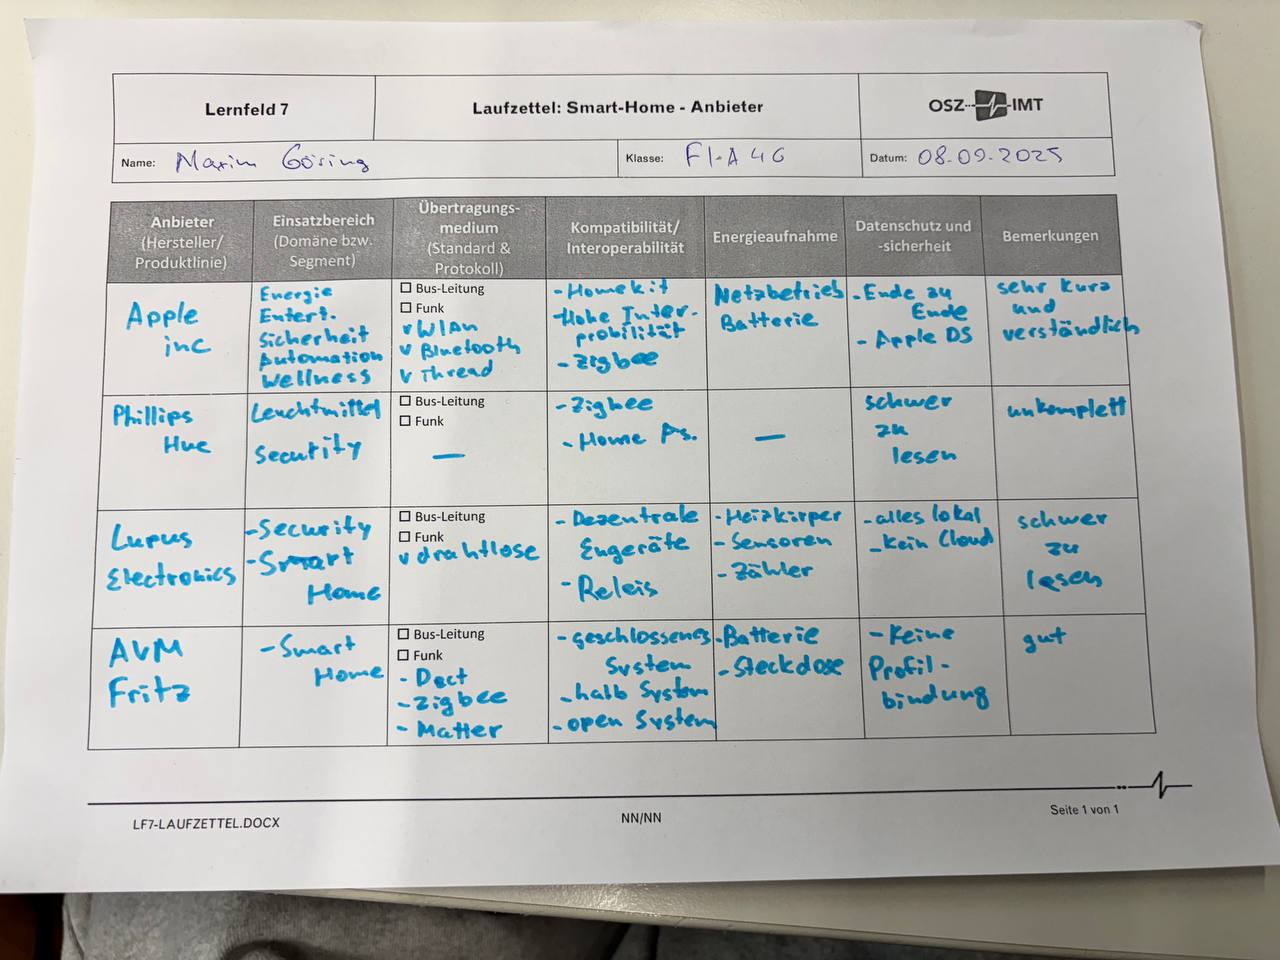 Lernfeld 7
Laufzettel: Smart-Home - Anbieter
OSZ IMT
Name: Maxim Göring
Klasse: FI-A 46
Datum: 08.09.2025
Anbieter
(Hersteller/
Produktlinie)
Einsatzbereich
(Domäne bzw.
Segment)
Übertragungs-
medium
(Standard &
Protokoll)
Kompatibilität/
Interoperabilität
Energieaufnahme
Datenschutz und
-sicherheit
Bemerkungen
Apple
inc
Energie
Entert.
Sicherheit
Automation
Wellness
☐ Bus-Leitung
☐ Funk
v Wlan
v Bluetooth
v Thread
- Homekit
Hohe Inter-
probilität
- Zigbee
Netzbetrieb
Batterie
- Ende zu
Ende
- Apple DS
sehr kurz
und
verständlich
Phillips
Hue
Leuchtmittel
Security
☐ Bus-Leitung
☐ Funk
—
- Zigbee
- Home As.
—
schwer
zu
lesen
unkomplett
Lupus
Electronics
- Security
- Smart
Home
☐ Bus-Leitung
☐ Funk
v drahtlose
- Dezentrale
Engeräte
- Releis
- Heizkörper
- Sensoren
- Zähler
- alles lokal
- Kein Cloud
schwer
zu
lesen
AVM
Fritz
- Smart
Home
☐ Bus-Leitung
☐ Funk
- Dect
- Zigbee
- Matter
- geschlossenes
System
- halb System
- open System
- Batterie
- Steckdose
- Keine
Profil-
bindung
gut
LF7-LAUFZETTEL.DOCX
NN/NN
Seite 1 von 1